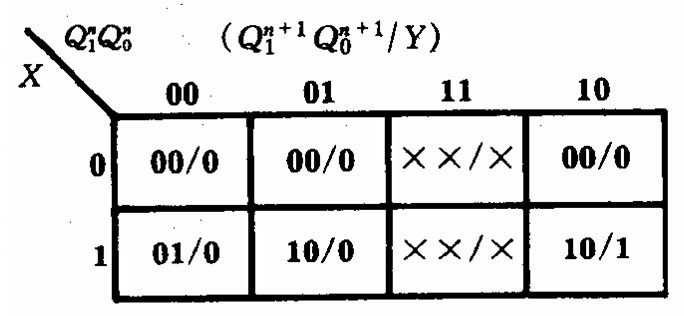 Q₁ⁿQ₀ⁿ (Q₁ⁿ⁺¹Q₀ⁿ⁺¹/Y)
X
00 01 11 10
0 00/0 00/0 ××/× 00/0
1 01/0 10/0 ××/× 10/1